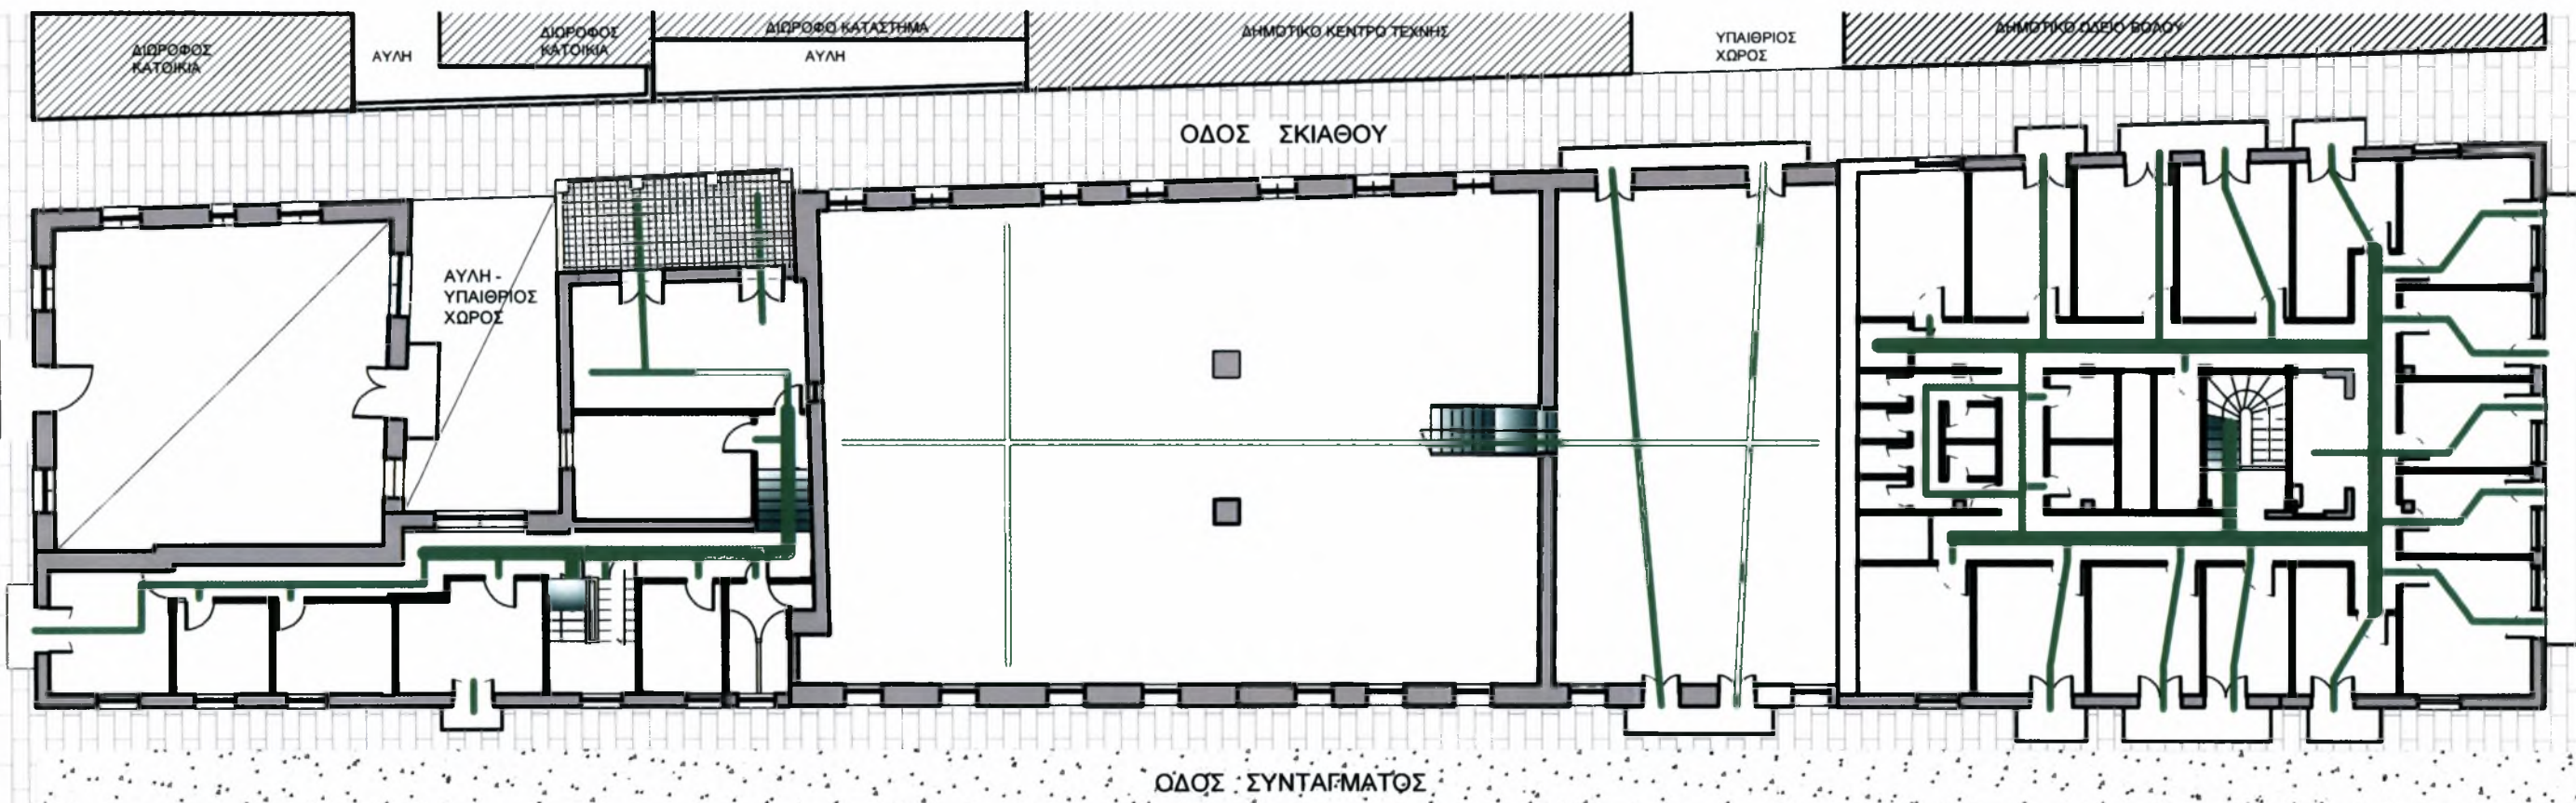 ΔΙΩΡΟΦΟΣ
ΚΑΤΟΙΚΙΑ
ΑΥΛΗ
ΔΙΩΡΟΦΟΣ
ΚΑΤΟΙΚΙΑ
ΔΙΩΡΟΦΟ ΚΑΤΑΣΤΗΜΑ
ΑΥΛΗ
ΔΗΜΟΤΙΚΟ ΚΕΝΤΡΟ ΤΕΧΝΗΣ
ΥΠΑΙΘΡΙΟΣ
ΧΩΡΟΣ
ΔΗΜΟΤΙΚΟ ΩΔΕΙΟ ΒΟΛΟΥ
ΟΔΟΣ ΣΚΙΑΘΟΥ
ΑΥΛΗ -
ΥΠΑΙΘΡΙΟΣ
ΧΩΡΟΣ
ΟΔΟΣ ΣΥΝΤΑΓΜΑΤΟΣ